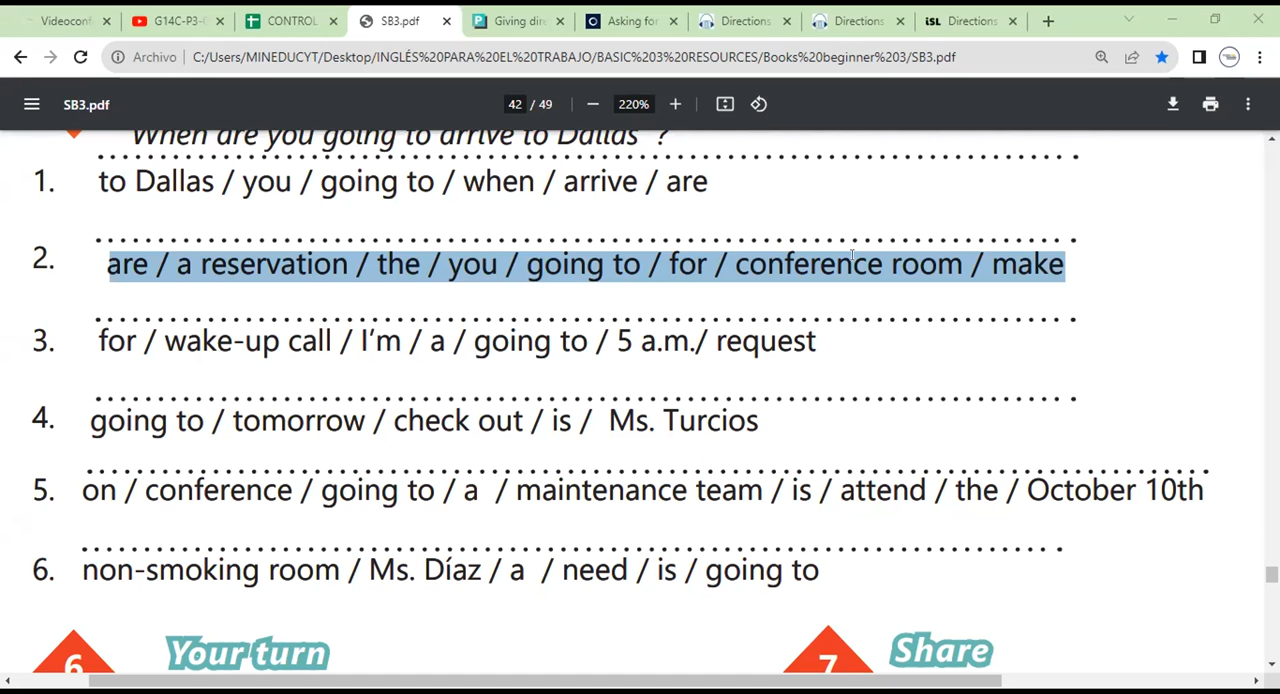 Videoconf
G14C-P3-
CONTROL
SB3.pdf
Giving dir
Asking for
Directions
Directions
iSL Directions
Archivo C:/Users/MINEDUCYT/Desktop/INGLÉS%20PARA%20EL%20TRABAJO/BASIC%203%20RESOURCES/Books%20beginner%203/SB3.pdf
SB3.pdf 42 / 49 220%
When are you going to arrive to Dallas ?
1. to Dallas / you / going to / when / arrive / are
2. are / a reservation / the / you / going to / for / conference room / make
3. for / wake-up call / I'm / a / going to / 5 a.m./ request
4. going to / tomorrow / check out / is / Ms. Turcios
5. on / conference / going to / a / maintenance team / is / attend / the / October 10th
6. non-smoking room / Ms. Díaz / a / need / is / going to
6 Your turn 7 Share